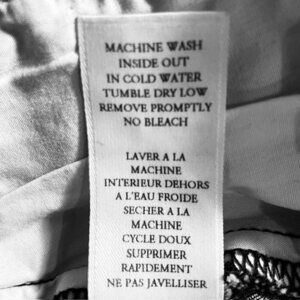 MACHINE WASH
INSIDE OUT
IN COLD WATER
TUMBLE DRY LOW
REMOVE PROMPTLY
NO BLEACH
LAVER A LA
MACHINE
INTERIEUR DEHORS
A L'EAU FROIDE
SECHER A LA
MACHINE
CYCLE DOUX
SUPPRIMER
RAPIDEMENT
NE PAS JAVELLISER